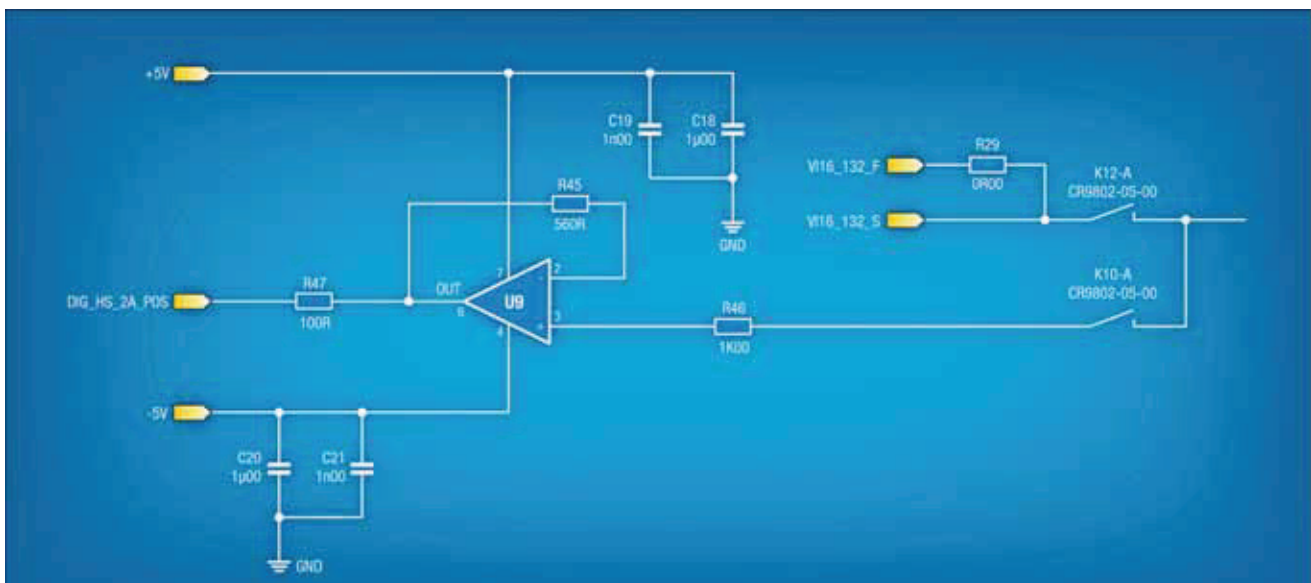 +5V
C19
1n00
C18
1µ00
GND
VI16_132_F
R29
0R00
VI16_132_S
K12-A
CR9802-05-00
R45
560R
K10-A
CR9802-05-00
DIG_HS_2A_POS
R47
100R
OUT
6
7
2
U9
-
+
3
4
R46
1K00
-5V
C20
1µ00
C21
1n00
GND